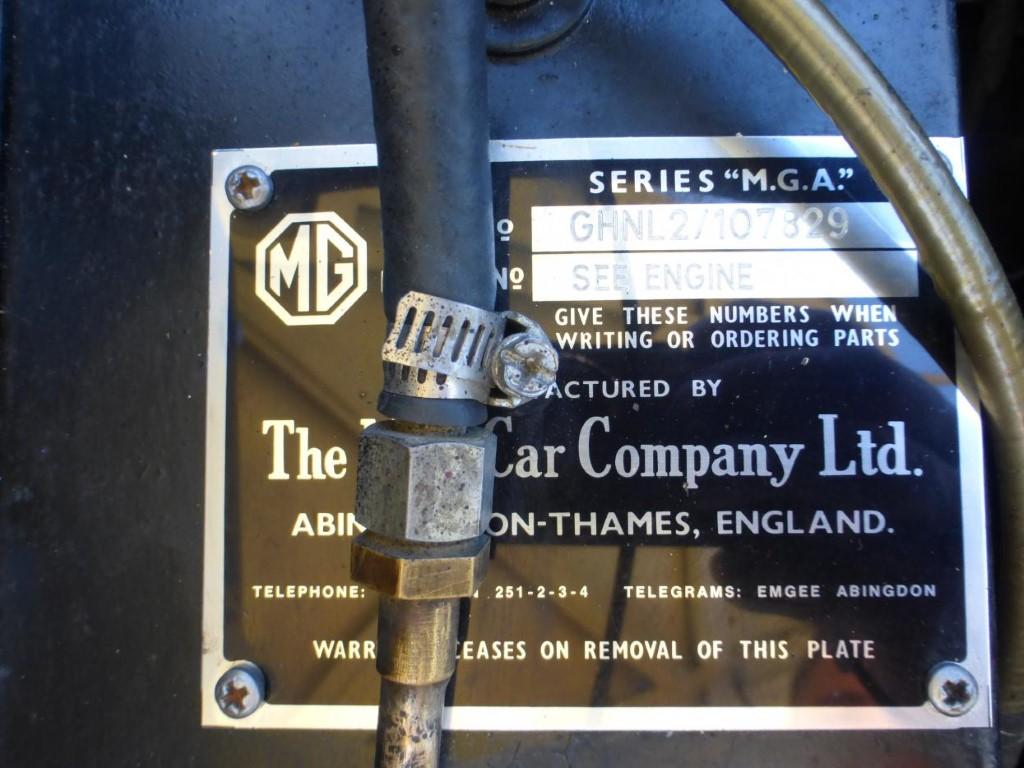 SERIES "M.G.A."
MG
Nº GHNL2/107829
Nº SEE ENGINE
GIVE THESE NUMBERS WHEN
WRITING OR ORDERING PARTS
ACTURED BY
The Car Company Ltd.
ABIN ON-THAMES, ENGLAND.
TELEPHONE: 251-2-3-4 TELEGRAMS: EMGEE ABINGDON
WARR CEASES ON REMOVAL OF THIS PLATE